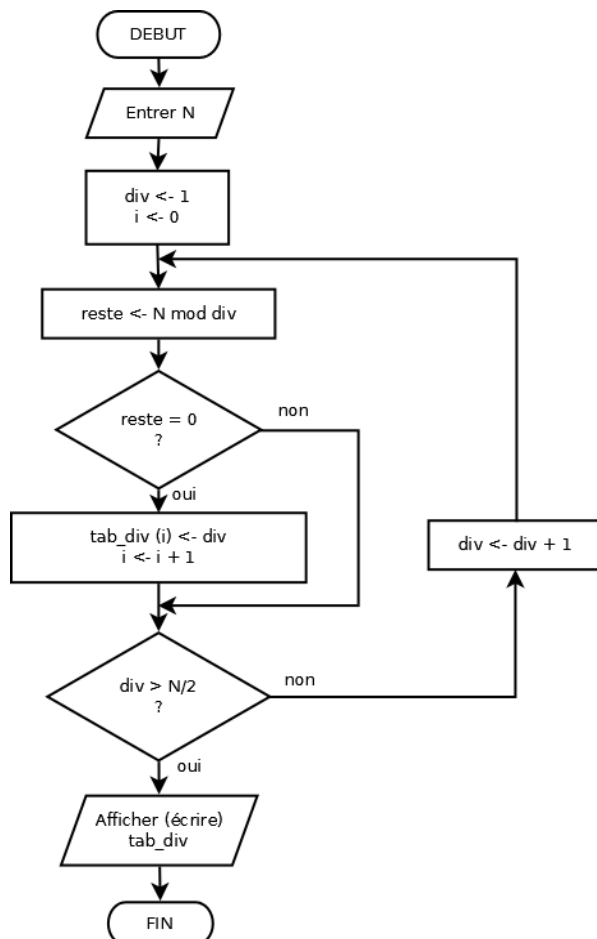 DEBUT
Entrer N
div <- 1
i <- 0
reste <- N mod div
reste = 0
?
non
oui
tab_div (i) <- div
i <- i + 1
div <- div + 1
div > N/2
?
non
oui
Afficher (écrire)
tab_div
FIN